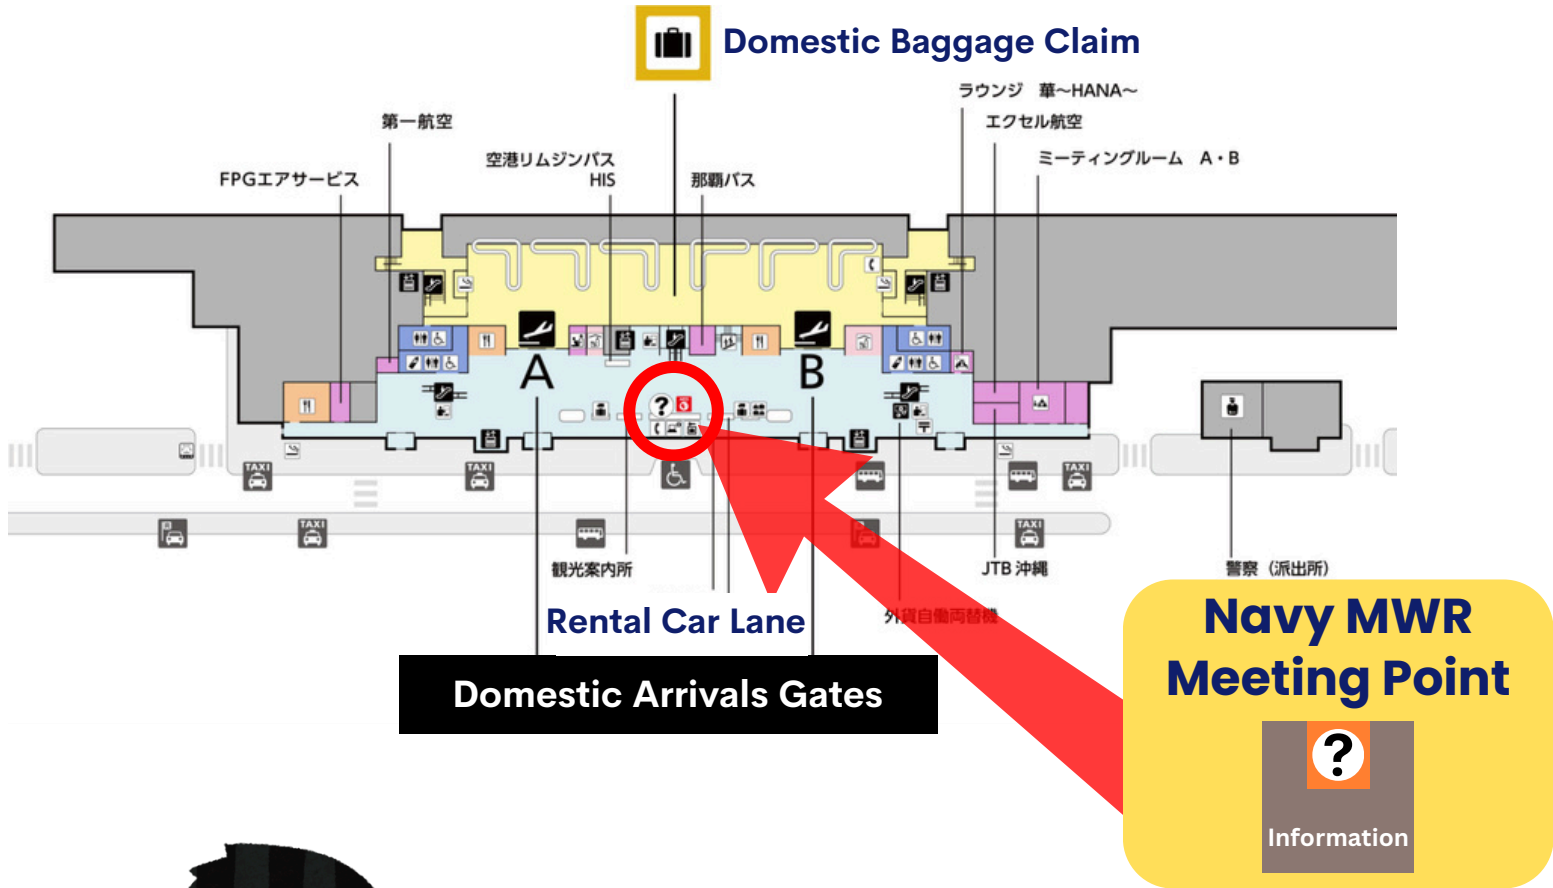 Domestic Baggage Claim
ラウンジ 華〜HANA〜
第一航空
エクセル航空
空港リムジンバス
HIS
ミーティングルーム A・B
FPGエアサービス
那覇バス
A
B
?
TAXI
TAXI
TAXI
TAXI
TAXI
観光案内所
JTB 沖縄
警察（派出所）
外貨自働両替機
Rental Car Lane
Domestic Arrivals Gates
Navy MWR
Meeting Point
?
Information